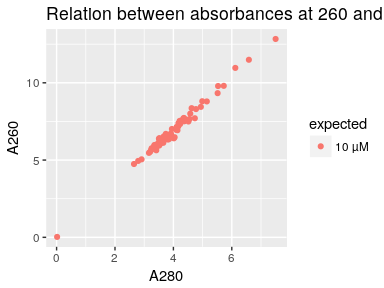 Relation between absorbances at 260 and
A260
10
5
0
0 2 4 6
A280
expected
10 µM